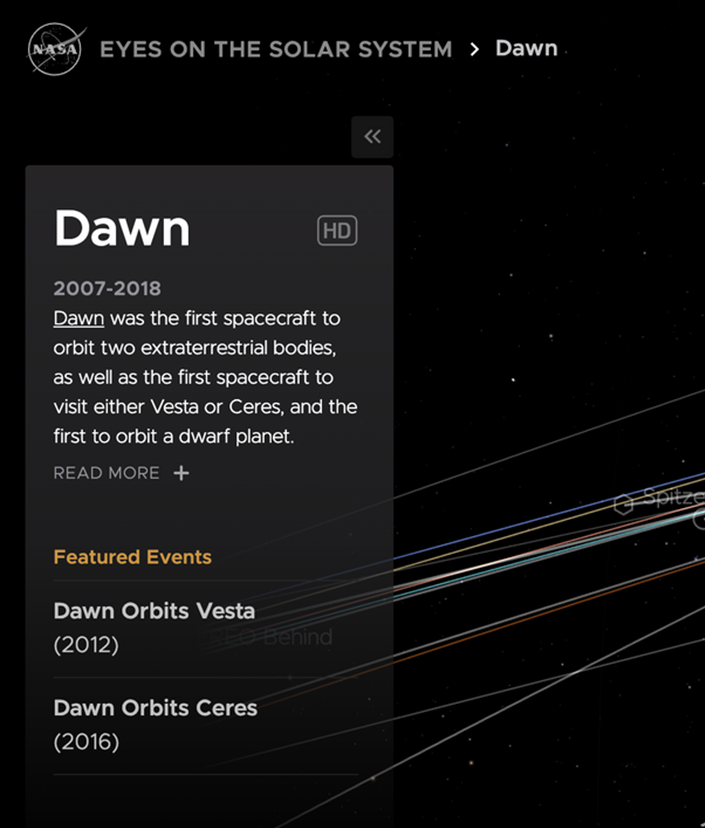 NASA
EYES ON THE SOLAR SYSTEM > Dawn
Dawn
HD
2007-2018
Dawn was the first spacecraft to
orbit two extraterrestrial bodies,
as well as the first spacecraft to
visit either Vesta or Ceres, and the
first to orbit a dwarf planet.
READ MORE +
Spitze
Featured Events
Dawn Orbits Vesta
(2012)
Behind
Dawn Orbits Ceres
(2016)